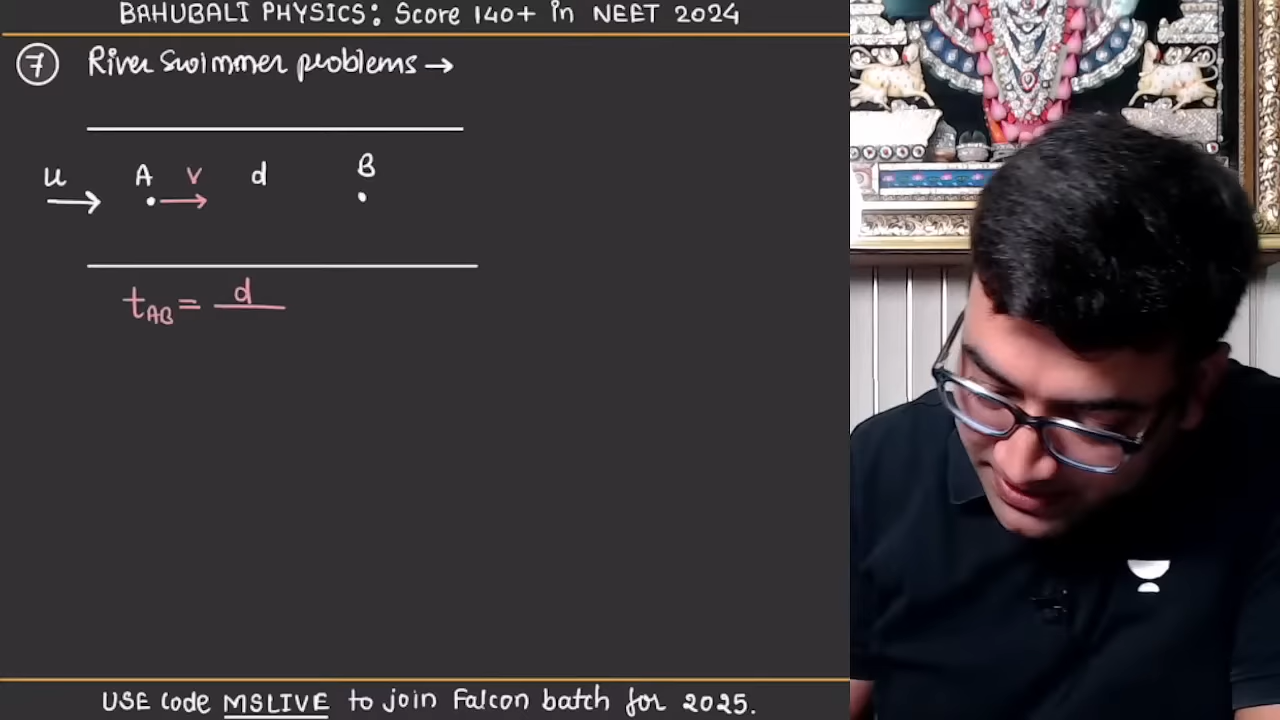 BAHUBALI PHYSICS: Score 140+ in NEET 2024
7 River Swimmer problems →
u A v d B
t_AB = d
USE Code MSLIVE to join Falcon batch for 2025.